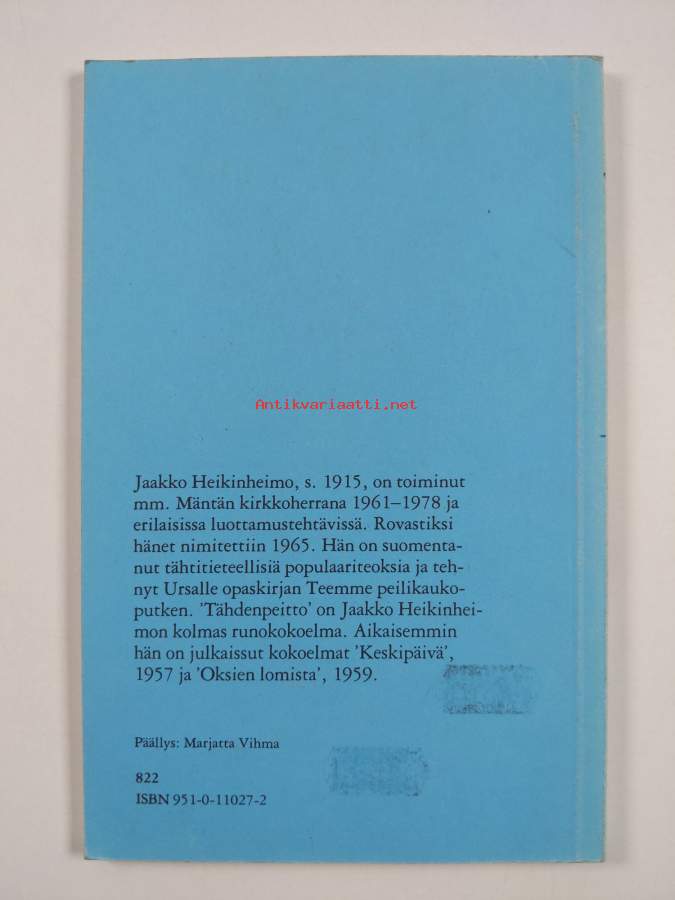 Antikvariaatti.net
Jaakko Heikinheimo, s. 1915, on toiminut
mm. Mäntän kirkkoherrana 1961–1978 ja
erilaisissa luottamustehtävissä. Rovastiksi
hänet nimitettiin 1965. Hän on suomenta-
nut tähtitieteellisiä populaariteoksia ja teh-
nyt Ursalle opaskirjan Teemme peilikauko-
putken. 'Tähdenpeitto' on Jaakko Heikinhei-
mon kolmas runokokoelma. Aikaisemmin
hän on julkaissut kokoelmat 'Keskipäivä',
1957 ja 'Oksien lomista', 1959.
Päällys: Marjatta Vihma
822
ISBN 951-0-11027-2